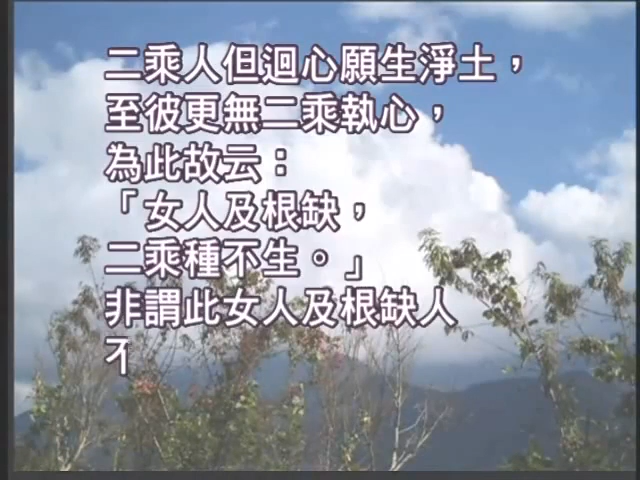 二乘人但迴心願生淨土，
至彼更無二乘執心，
為此故云：
「女人及根缺，
二乘種不生。」
非謂此女人及根缺人